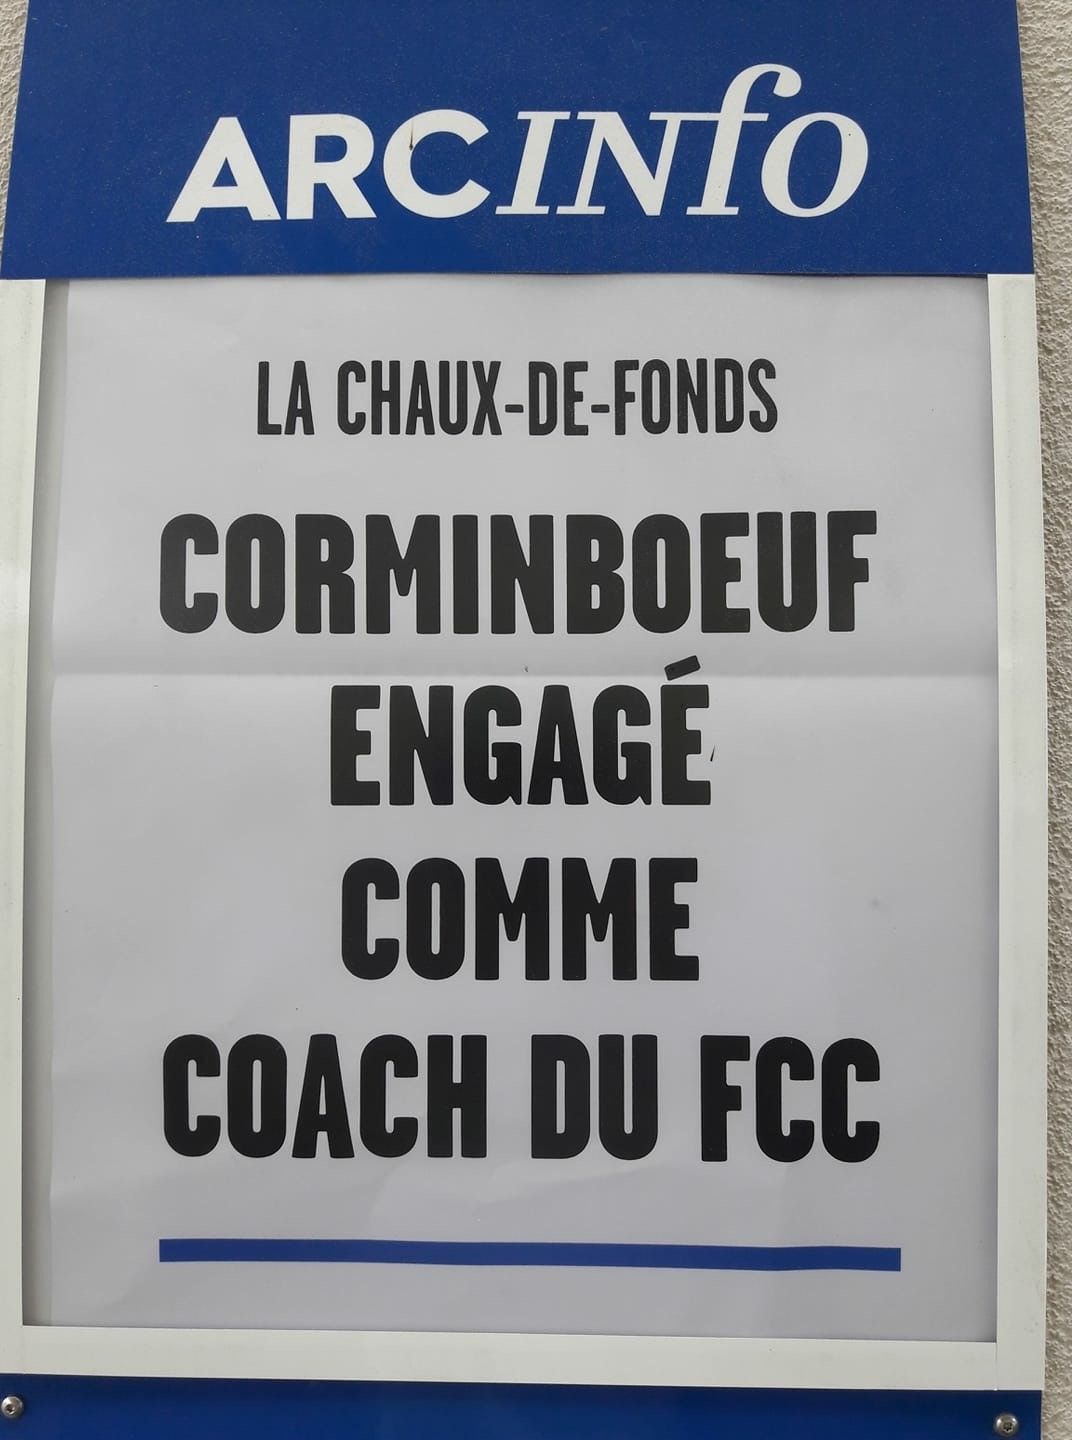 ARCINfo
LA CHAUX-DE-FONDS
CORMINBOEUF
ENGAGÉ
COMME
COACH DU FCC